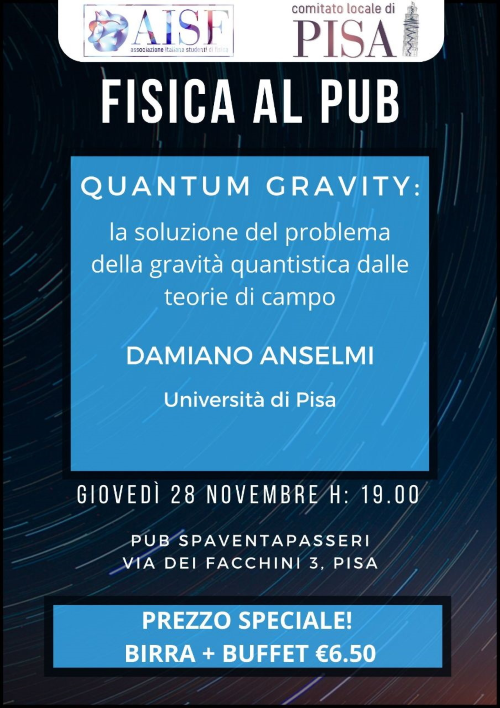 AISF
associazione italiana studenti di fisica
comitato locale di
PISA
FISICA AL PUB
QUANTUM GRAVITY:
la soluzione del problema
della gravità quantistica dalle
teorie di campo
DAMIANO ANSELMI
Università di Pisa
GIOVEDÌ 28 NOVEMBRE H: 19.00
PUB SPAVENTAPASSERI
VIA DEI FACCHINI 3, PISA
PREZZO SPECIALE!
BIRRA + BUFFET €6.50